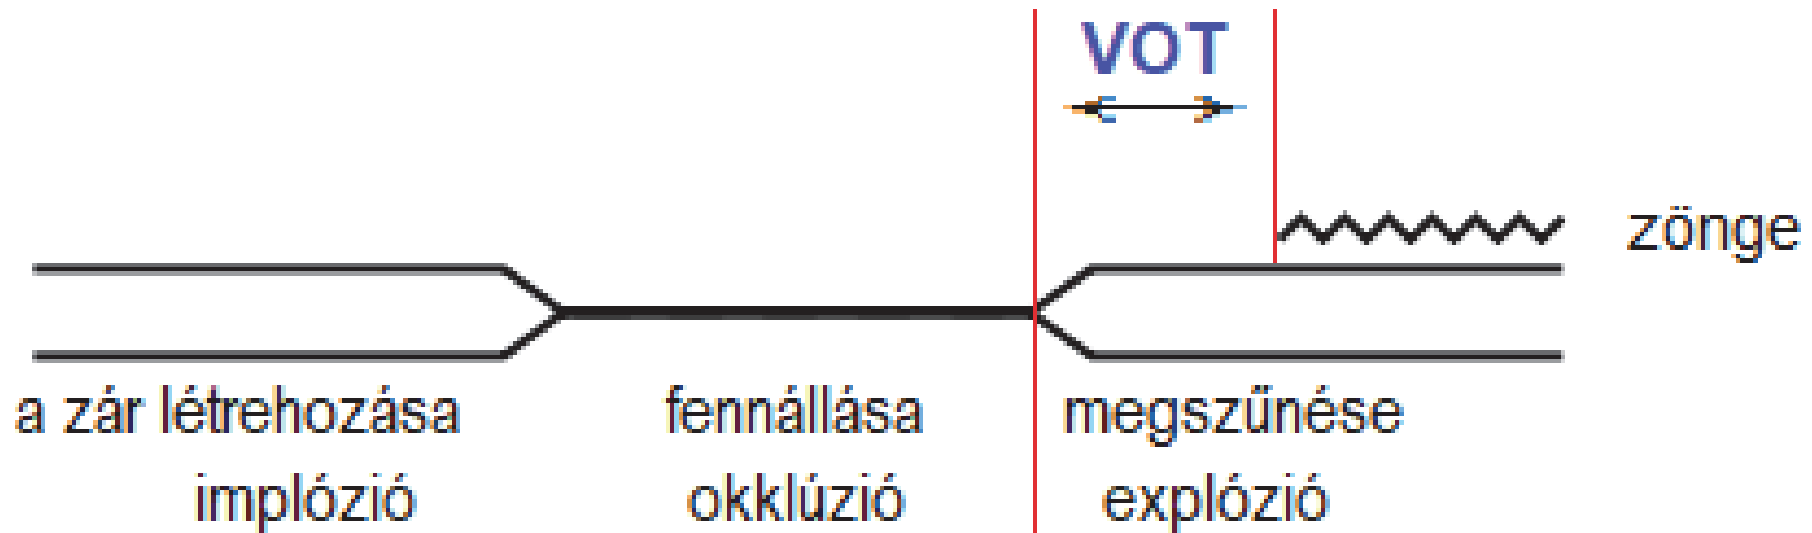 VOT
zönge
a zár létrehozása fennállása megszűnése
implózió okklúzió explózió